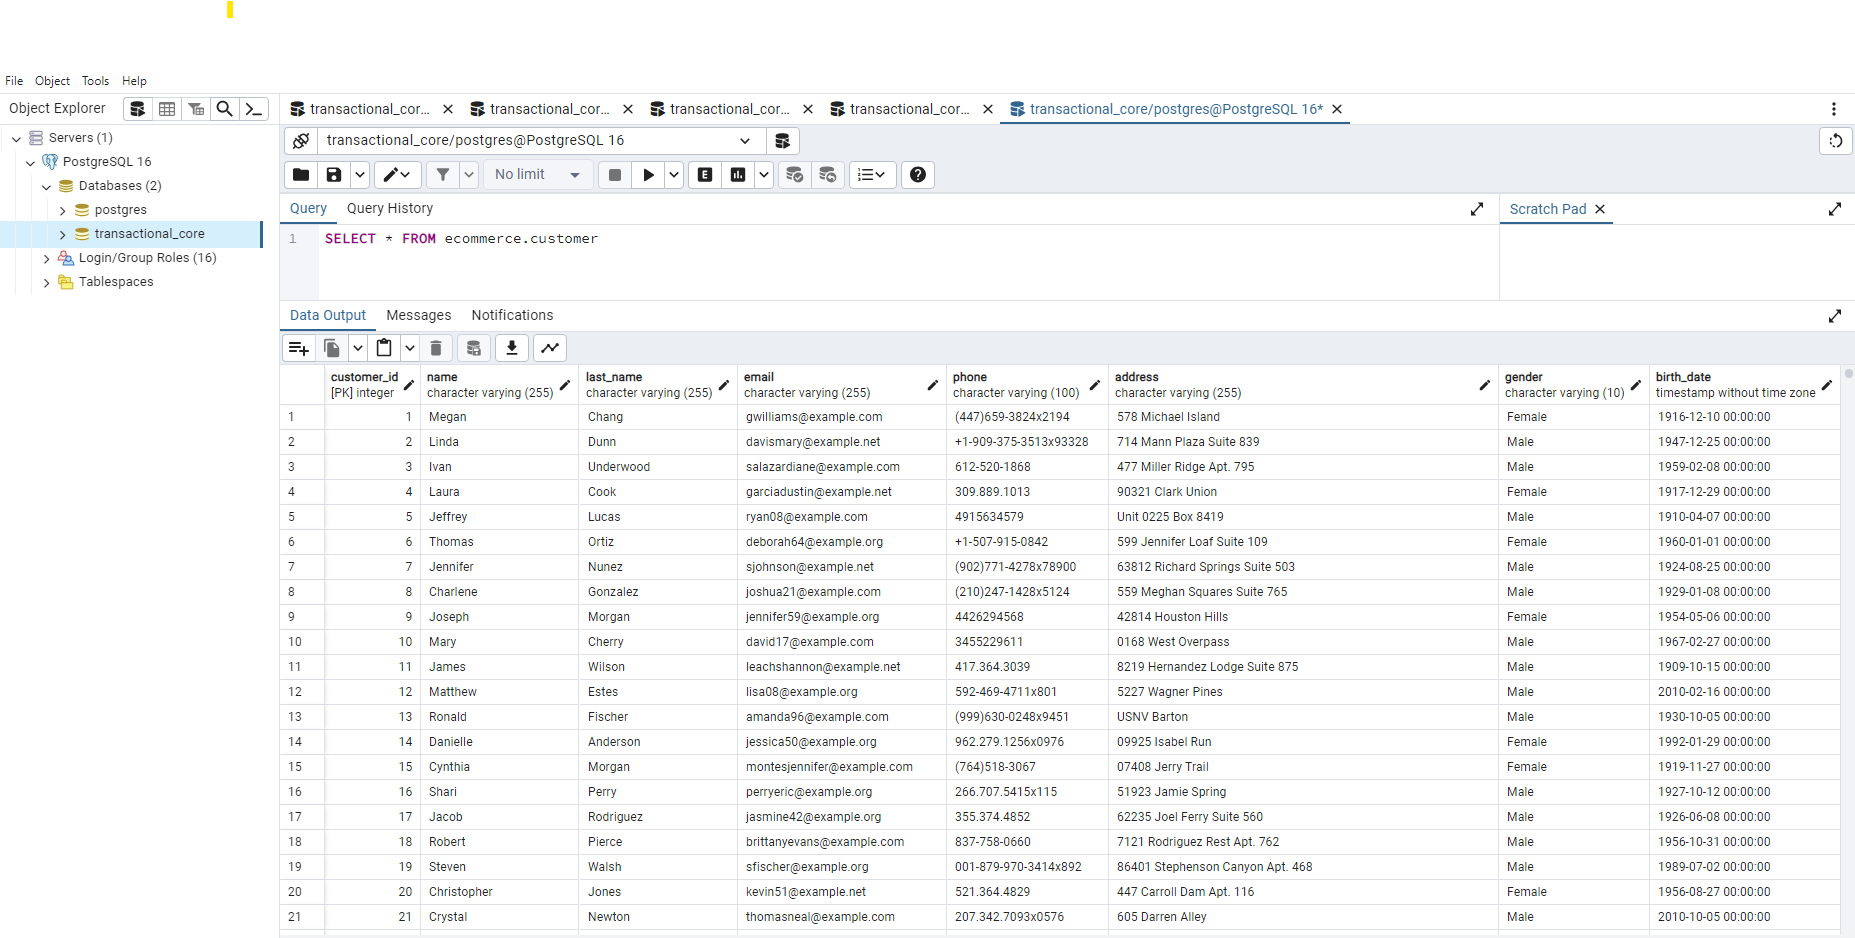 File Object Tools Help
Object Explorer
transactional_cor...
transactional_cor...
transactional_cor...
transactional_cor...
transactional_core/postgres@PostgreSQL 16*
Servers (1)
PostgreSQL 16
Databases (2)
postgres
transactional_core
Login/Group Roles (16)
Tablespaces
transactional_core/postgres@PostgreSQL 16
No limit
E
Query Query History
Scratch Pad
1 SELECT * FROM ecommerce.customer
Data Output Messages Notifications
customer_id name last_name email phone address gender birth_date
[PK] integer character varying (255) character varying (255) character varying (255) character varying (100) character varying (255) character varying (10) timestamp without time zone
1 1 Megan Chang gwilliams@example.com (447)659-3824x2194 578 Michael Island Female 1916-12-10 00:00:00
2 2 Linda Dunn davismary@example.net +1-909-375-3513x93328 714 Mann Plaza Suite 839 Male 1947-12-25 00:00:00
3 3 Ivan Underwood salazardiane@example.com 612-520-1868 477 Miller Ridge Apt. 795 Male 1959-02-08 00:00:00
4 4 Laura Cook garciadustin@example.net 309.889.1013 90321 Clark Union Female 1917-12-29 00:00:00
5 5 Jeffrey Lucas ryan08@example.com 4915634579 Unit 0225 Box 8419 Male 1910-04-07 00:00:00
6 6 Thomas Ortiz deborah64@example.org +1-507-915-0842 599 Jennifer Loaf Suite 109 Female 1960-01-01 00:00:00
7 7 Jennifer Nunez sjohnson@example.net (902)771-4278x78900 63812 Richard Springs Suite 503 Male 1924-08-25 00:00:00
8 8 Charlene Gonzalez joshua21@example.com (210)247-1428x5124 559 Meghan Squares Suite 765 Male 1929-01-08 00:00:00
9 9 Joseph Morgan jennifer59@example.org 4426294568 42814 Houston Hills Female 1954-05-06 00:00:00
10 10 Mary Cherry david17@example.com 3455229611 0168 West Overpass Male 1967-02-27 00:00:00
11 11 James Wilson leachshannon@example.net 417.364.3039 8219 Hernandez Lodge Suite 875 Male 1909-10-15 00:00:00
12 12 Matthew Estes lisa08@example.org 592-469-4711x801 5227 Wagner Pines Male 2010-02-16 00:00:00
13 13 Ronald Fischer amanda96@example.com (999)630-0248x9451 USNV Barton Male 1930-10-05 00:00:00
14 14 Danielle Anderson jessica50@example.org 962.279.1256x0976 09925 Isabel Run Female 1992-01-29 00:00:00
15 15 Cynthia Morgan montesjennifer@example.com (764)518-3067 07408 Jerry Trail Female 1919-11-27 00:00:00
16 16 Shari Perry perryeric@example.org 266.707.5415x115 51923 Jamie Spring Male 1927-10-12 00:00:00
17 17 Jacob Rodriguez jasmine42@example.org 355.374.4852 62235 Joel Ferry Suite 560 Male 1926-06-08 00:00:00
18 18 Robert Pierce brittanyevans@example.com 837-758-0660 7121 Rodriguez Rest Apt. 762 Male 1956-10-31 00:00:00
19 19 Steven Walsh sfischer@example.org 001-879-970-3414x892 86401 Stephenson Canyon Apt. 468 Male 1989-07-02 00:00:00
20 20 Christopher Jones kevin51@example.net 521.364.4829 447 Carroll Dam Apt. 116 Female 1956-08-27 00:00:00
21 21 Crystal Newton thomasneal@example.com 207.342.7093x0576 605 Darren Alley Male 2010-10-05 00:00:00